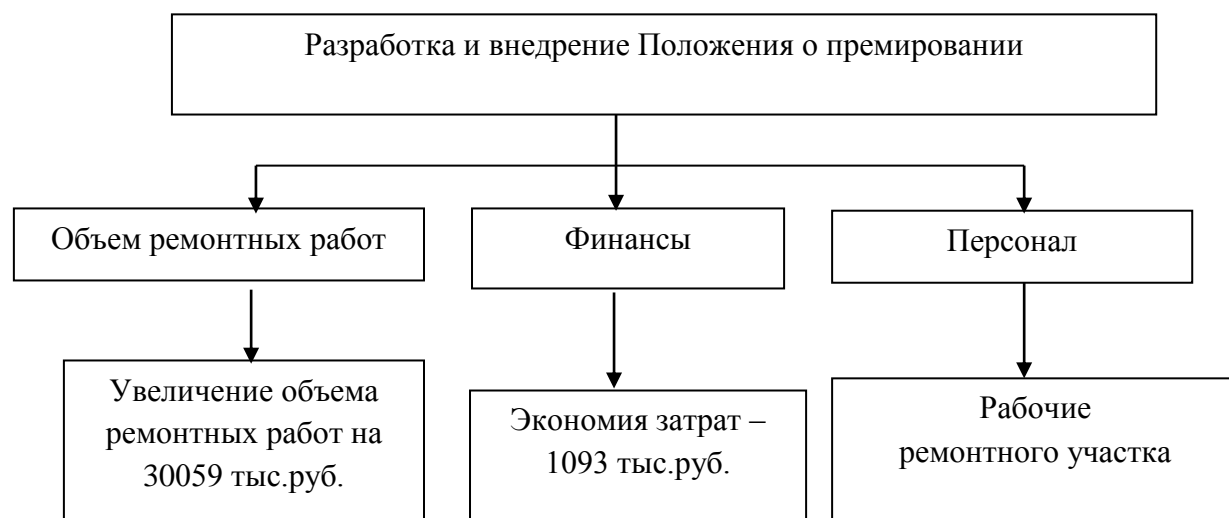 Разработка и внедрение Положения о премировании
Объем ремонтных работ
Финансы
Персонал
Увеличение объема
ремонтных работ на
30059 тыс.руб.
Экономия затрат –
1093 тыс.руб.
Рабочие
ремонтного участка